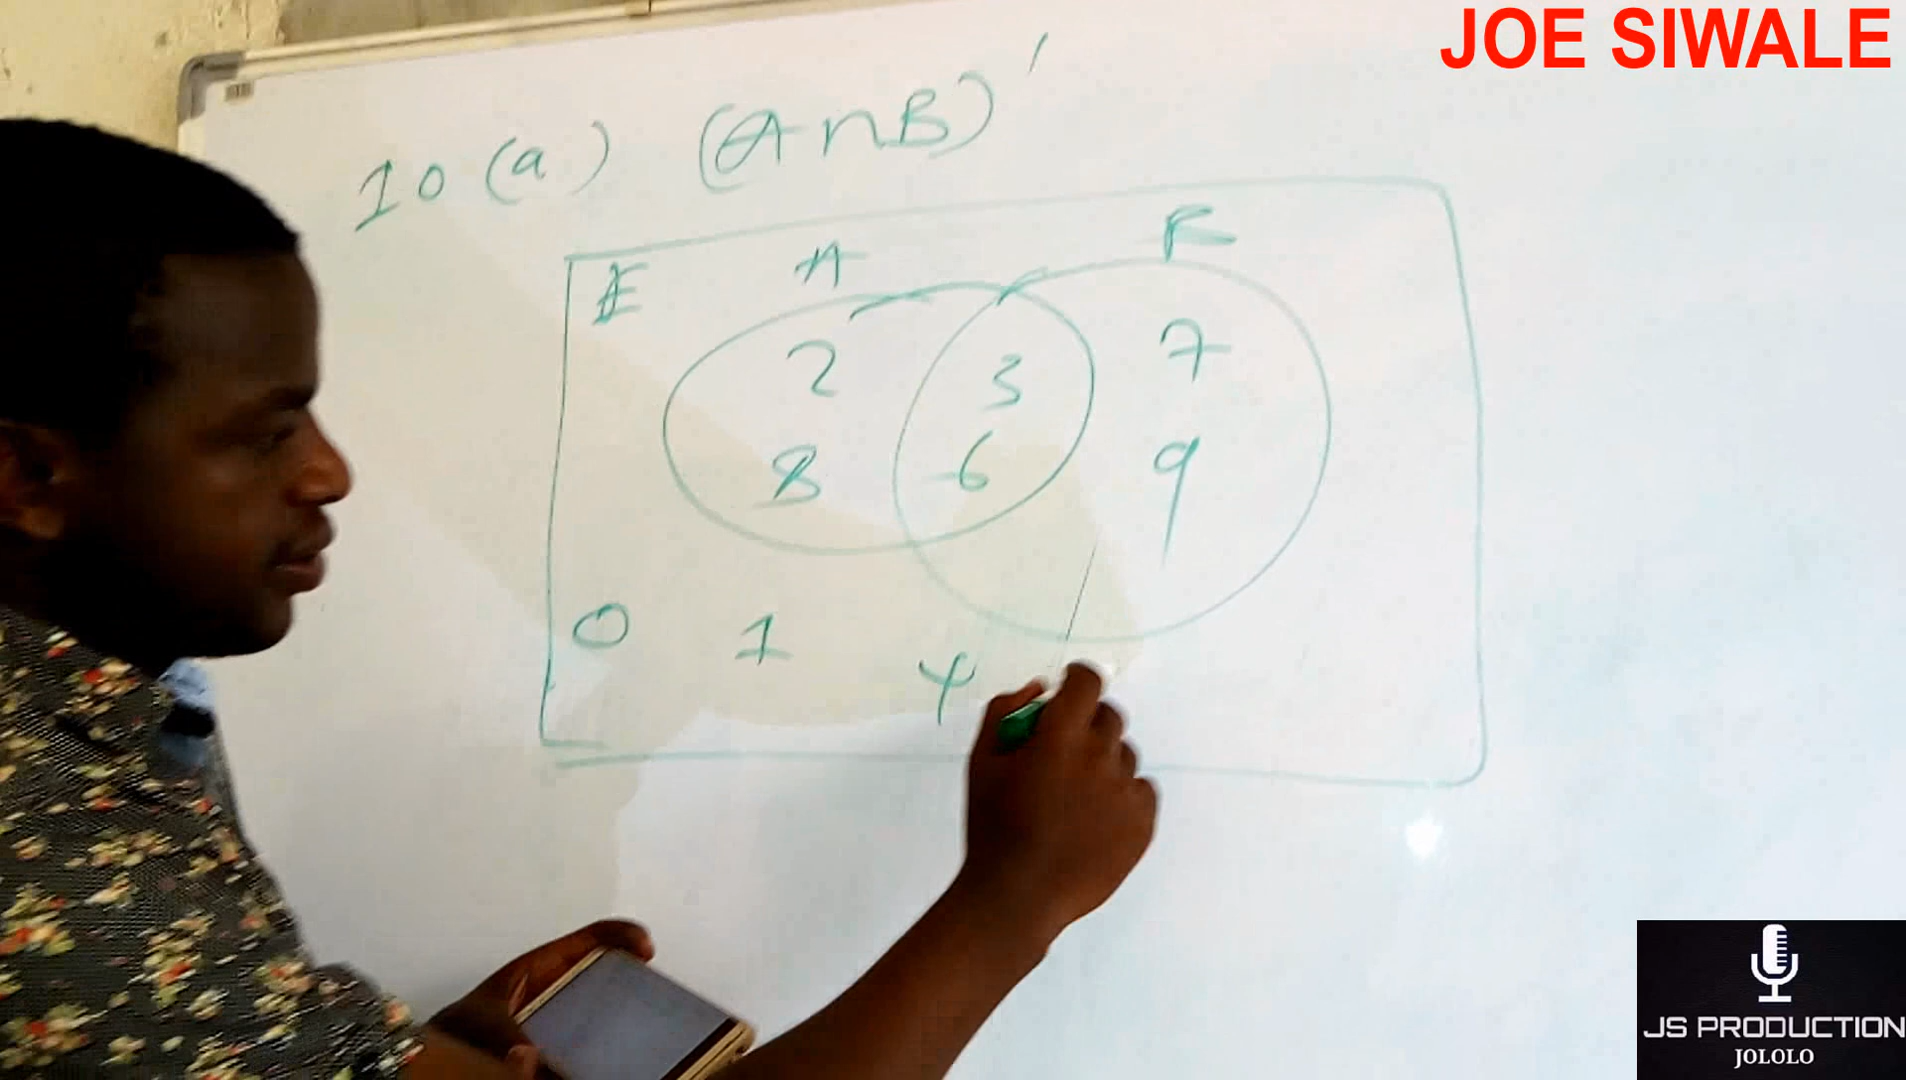 JOE SIWALE
10 (a) (A∩B)'
E A
2 3 7
8 6 9
0 1 4
JS PRODUCTION
JOLOLO